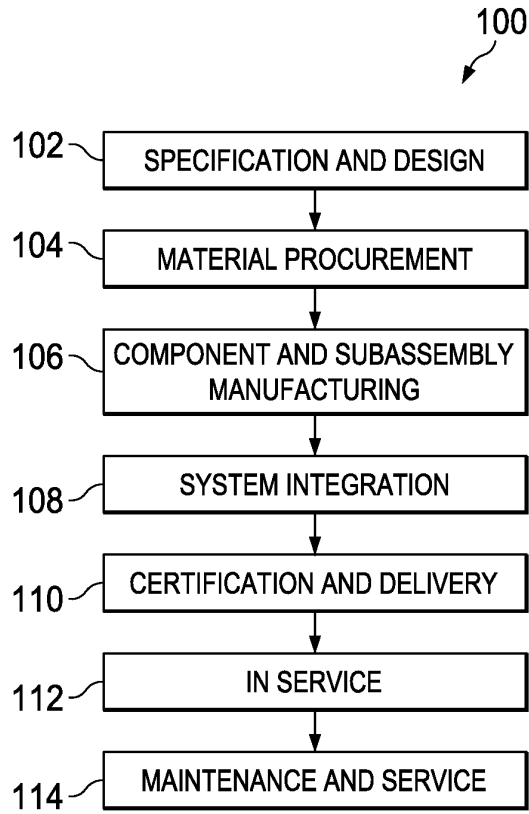 100
102
SPECIFICATION AND DESIGN
104
MATERIAL PROCUREMENT
106
COMPONENT AND SUBASSEMBLY
MANUFACTURING
108
SYSTEM INTEGRATION
110
CERTIFICATION AND DELIVERY
112
IN SERVICE
114
MAINTENANCE AND SERVICE